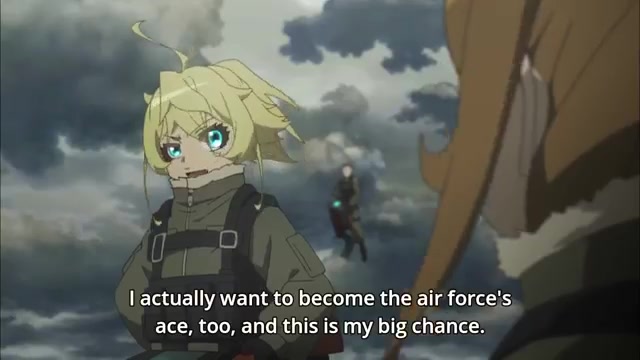 I actually want to become the air force's
ace, too, and this is my big chance.